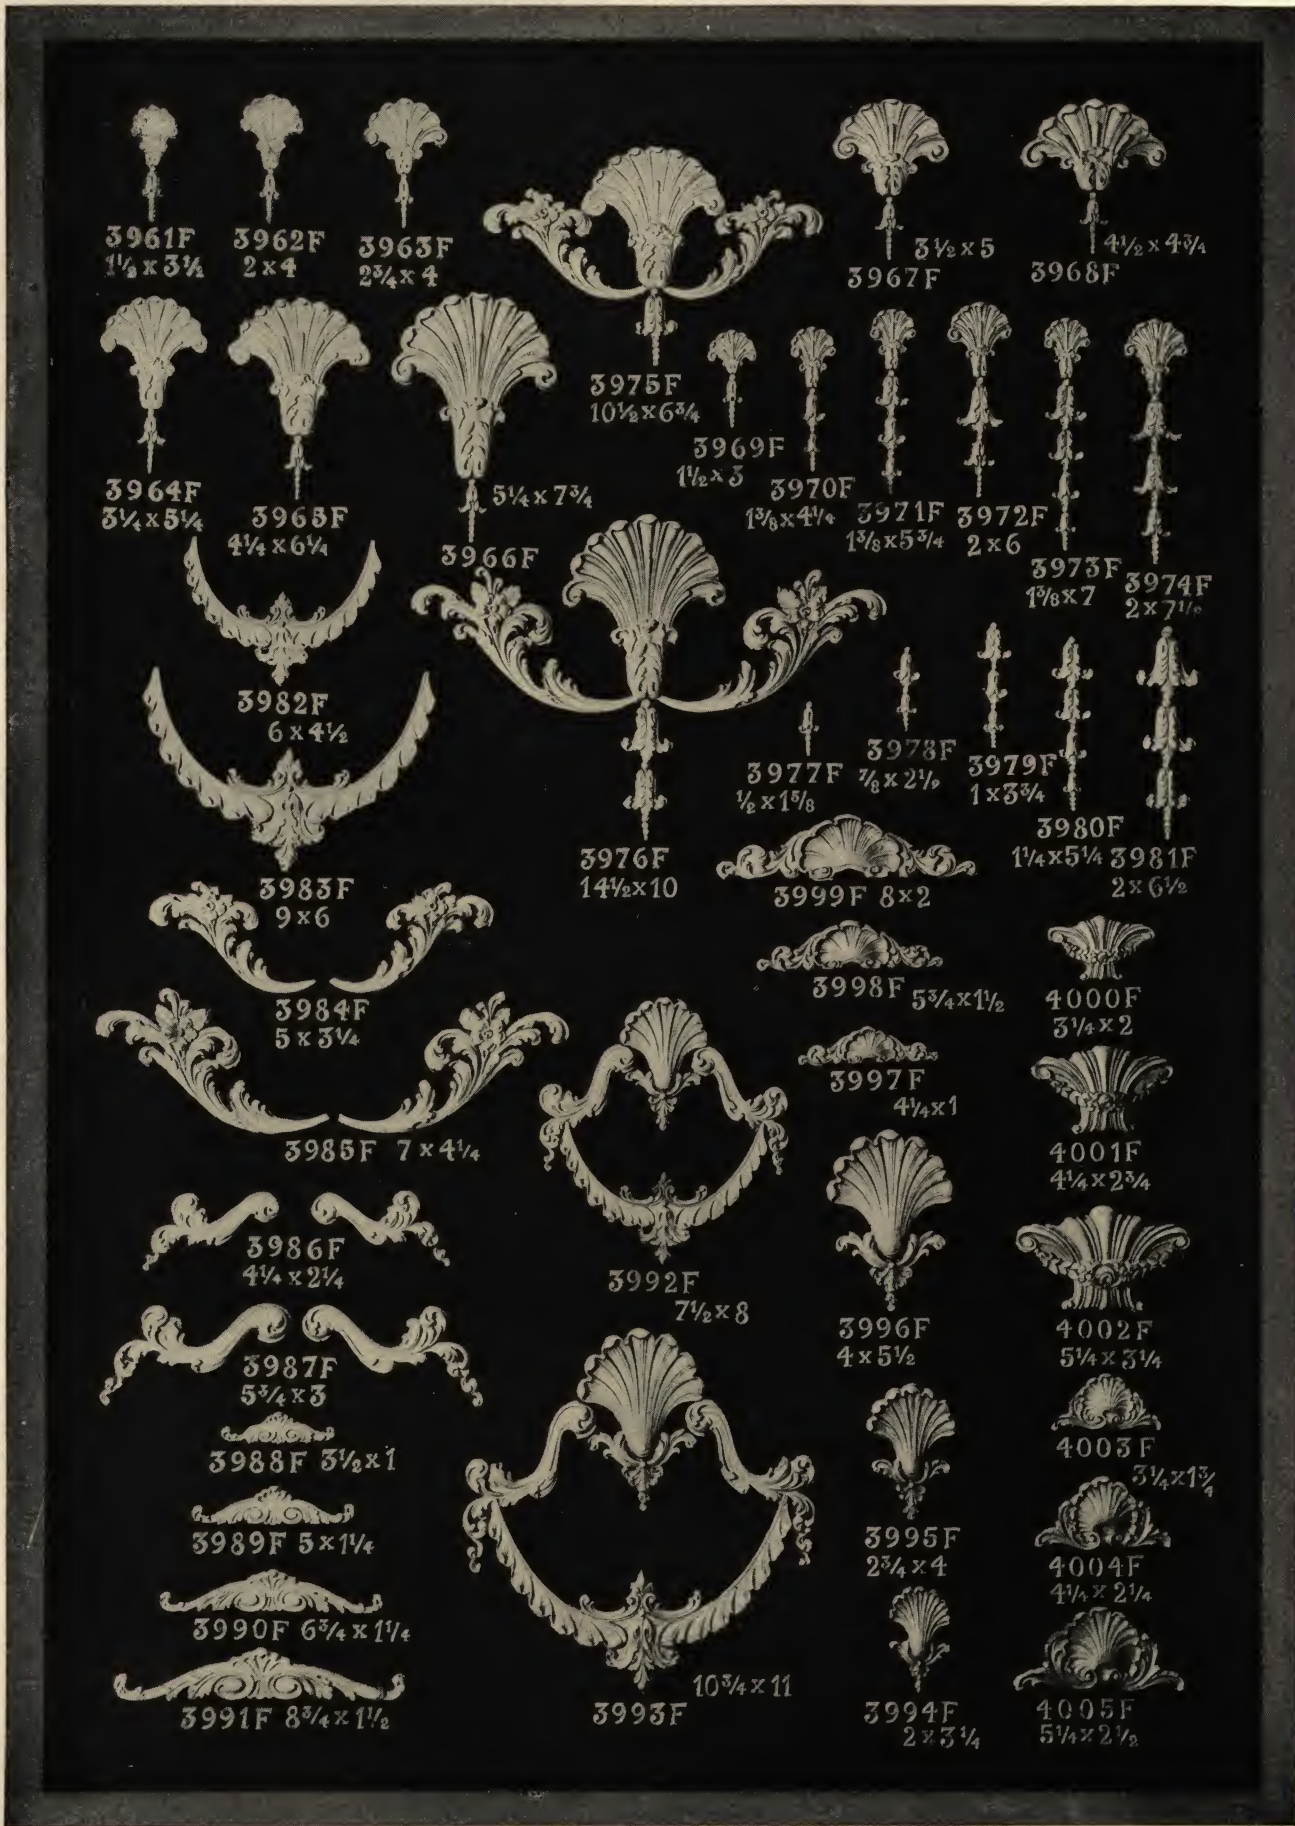 3961F
1⅛ x 3½
3962F
2 x 4
3963F
2¾ x 4
3½ x 5
3967F
4½ x 4¾
3968F
3975F
10½ x 6¾
3964F
3¼ x 5¼
3965F
4¼ x 6¼
5¼ x 7¾
3966F
3969F
1½ x 3
3970F
1⅜ x 4¼
3971F
1⅜ x 5¾
3972F
2 x 6
3973F
1⅜ x 7
3974F
2 x 7½
3982F
6 x 4½
3983F
9 x 6
3976F
14½ x 10
3977F
½ x 1⅝
3978F
⅞ x 2½
3979F
1 x 3¾
3980F
1¼ x 5¼
3981F
2 x 6½
3999F 8 x 2
3998F 5¾ x 1½
3997F
4¼ x 1
4000F
3¼ x 2
4001F
4¼ x 2¾
4002F
5¼ x 3¼
3984F
5 x 3¼
3985F 7 x 4¼
3986F
4¼ x 2¼
3987F
5¾ x 3
3988F 3½ x 1
3989F 5 x 1¼
3990F 6¾ x 1¼
3991F 8¾ x 1½
3992F
7½ x 8
10¾ x 11
3993F
3996F
4 x 5½
3995F
2¾ x 4
3994F
2 x 3¼
4003F
3¼ x 1¾
4004F
4¼ x 2¼
4005F
5¼ x 2½